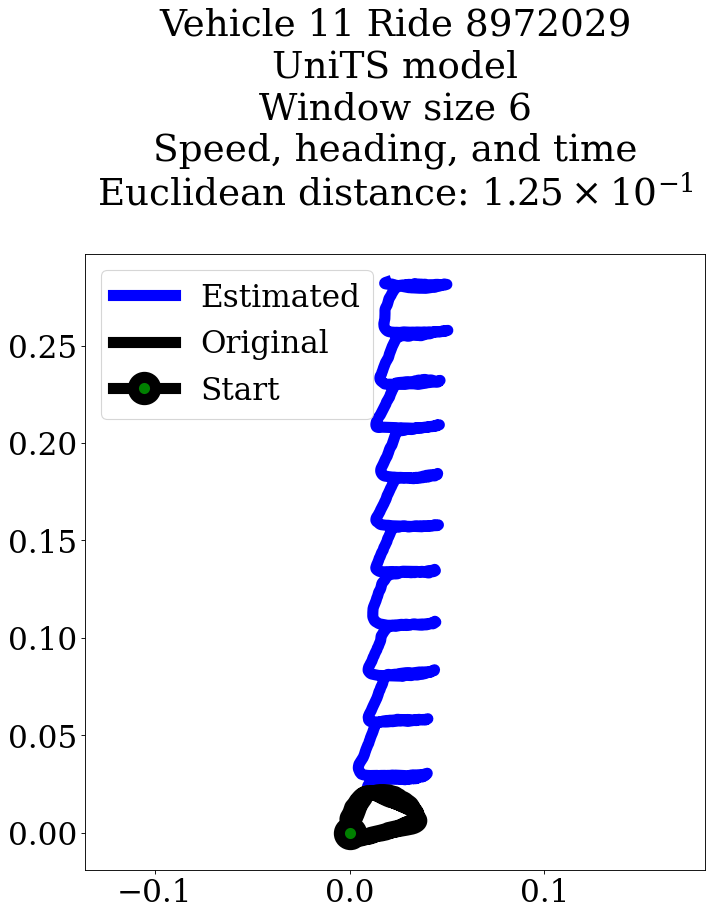 Vehicle 11 Ride 8972029
UniTS model
Window size 6
Speed, heading, and time
Euclidean distance: $1.25 \times 10^{-1}$
Estimated
Original
Start
0.25
0.20
0.15
0.10
0.05
0.00
−0.1 0.0 0.1